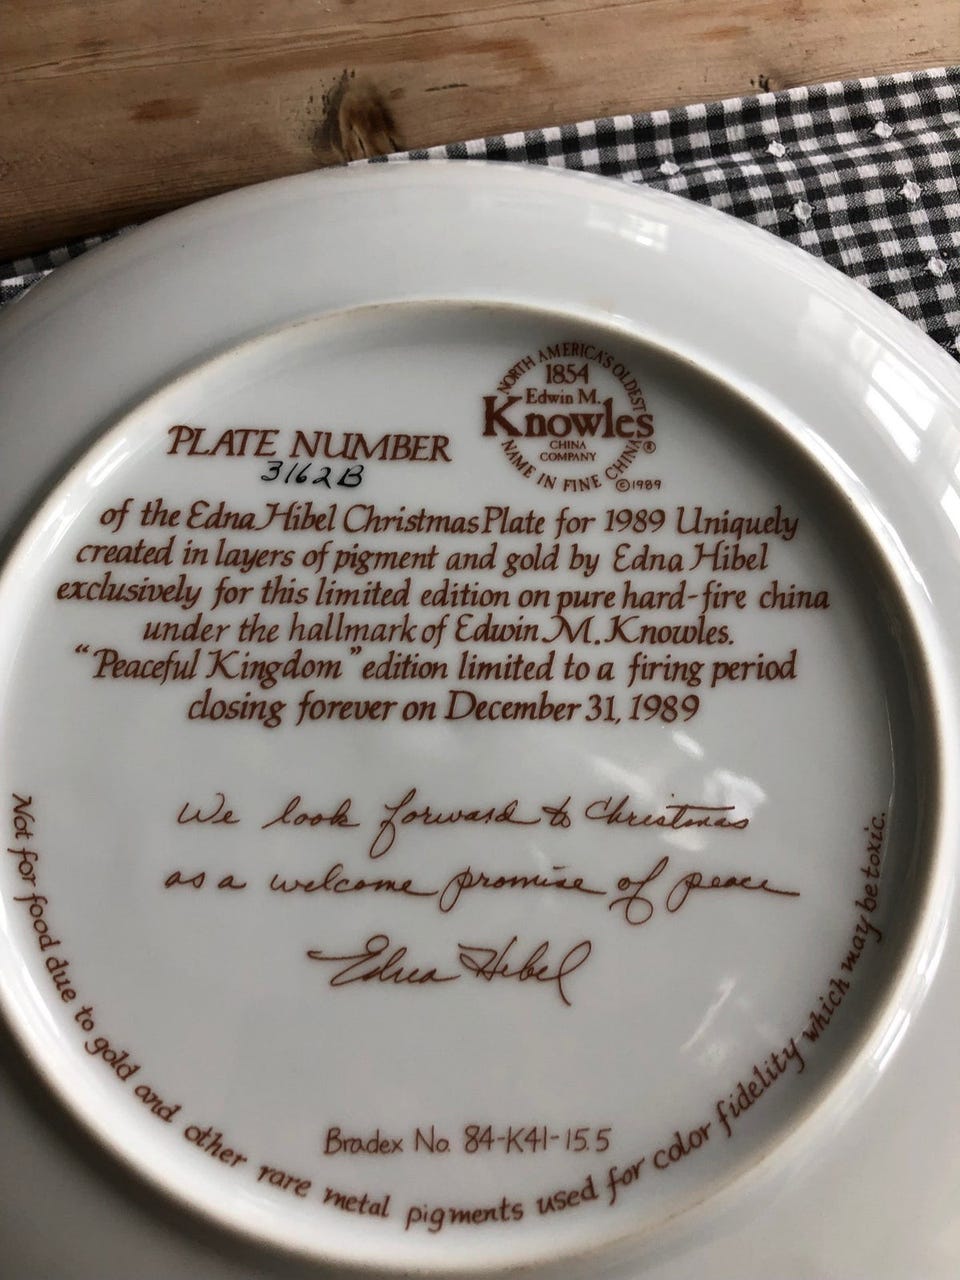 NORTH AMERICA'S OLDEST
1854
Edwin M.
Knowles®
CHINA
COMPANY
NAME IN FINE CHINA
©1989
PLATE NUMBER
3162B
of the Edna Hibel Christmas Plate for 1989 Uniquely
created in layers of pigment and gold by Edna Hibel
exclusively for this limited edition on pure hard-fire china
under the hallmark of Edwin M. Knowles.
"Peaceful Kingdom" edition limited to a firing period
closing forever on December 31, 1989
We look forward to Christmas
as a welcome promise of peace
Edna Hibel
Bradex No. 84-K41-15.5
Not for food due to gold and other rare metal pigments used for color fidelity which may be toxic.